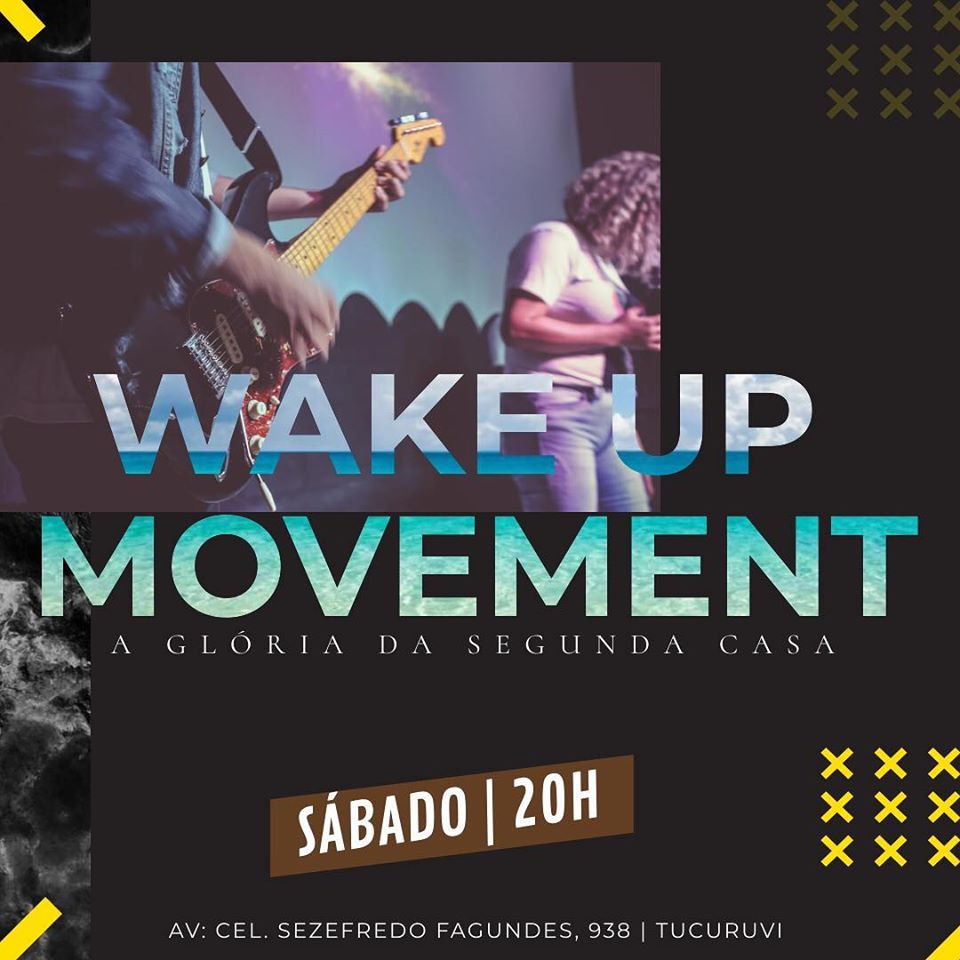 WAKE UP
MOVEMENT
A GLÓRIA DA SEGUNDA CASA
SÁBADO | 20H
AV: CEL. SEZEFREDO FAGUNDES, 938 | TUCURUVI